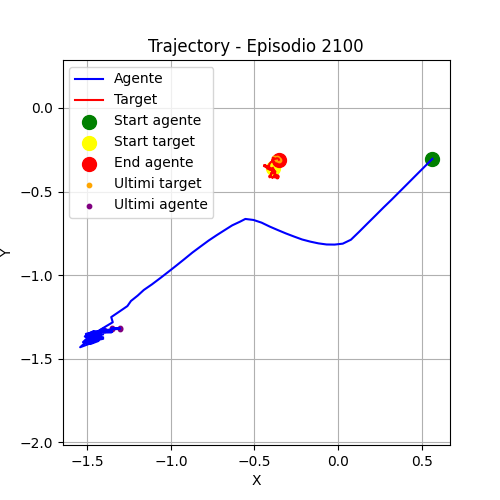 Trajectory - Episodio 2100
Agente
Target
Start agente
Start target
End agente
Ultimi target
Ultimi agente
0.0
−0.5
−1.0
−1.5
−2.0
Y
−1.5
−1.0
−0.5
0.0
0.5
X